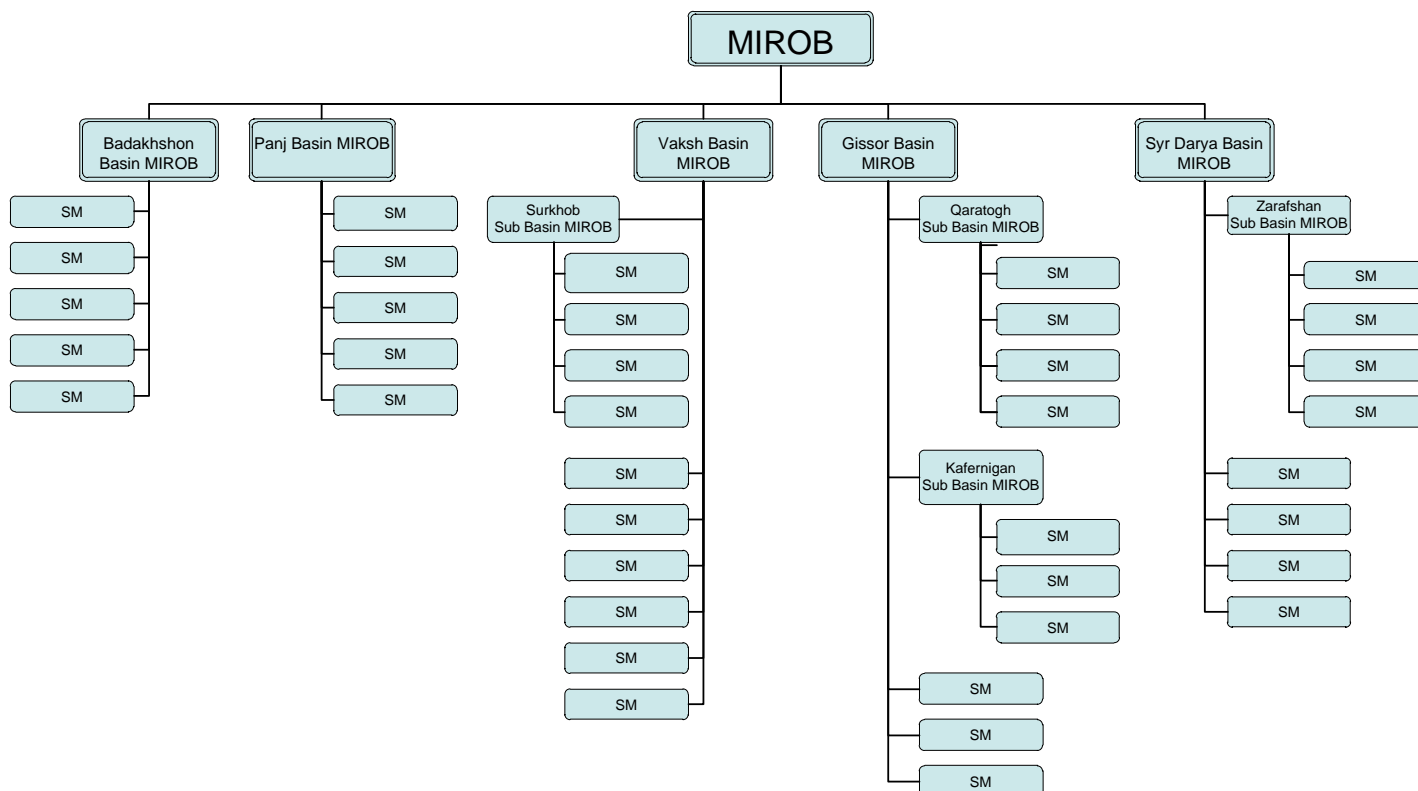 MIROB
Badakhshon
Basin MIROB
SM
SM
SM
SM
SM
Panj Basin MIROB
SM
SM
SM
SM
SM
Vaksh Basin
MIROB
Surkhob
Sub Basin MIROB
SM
SM
SM
SM
SM
SM
SM
SM
SM
SM
Gissor Basin
MIROB
Qaratogh
Sub Basin MIROB
SM
SM
SM
SM
Kafernigan
Sub Basin MIROB
SM
SM
SM
SM
SM
SM
Syr Darya Basin
MIROB
Zarafshan
Sub Basin MIROB
SM
SM
SM
SM
SM
SM
SM
SM